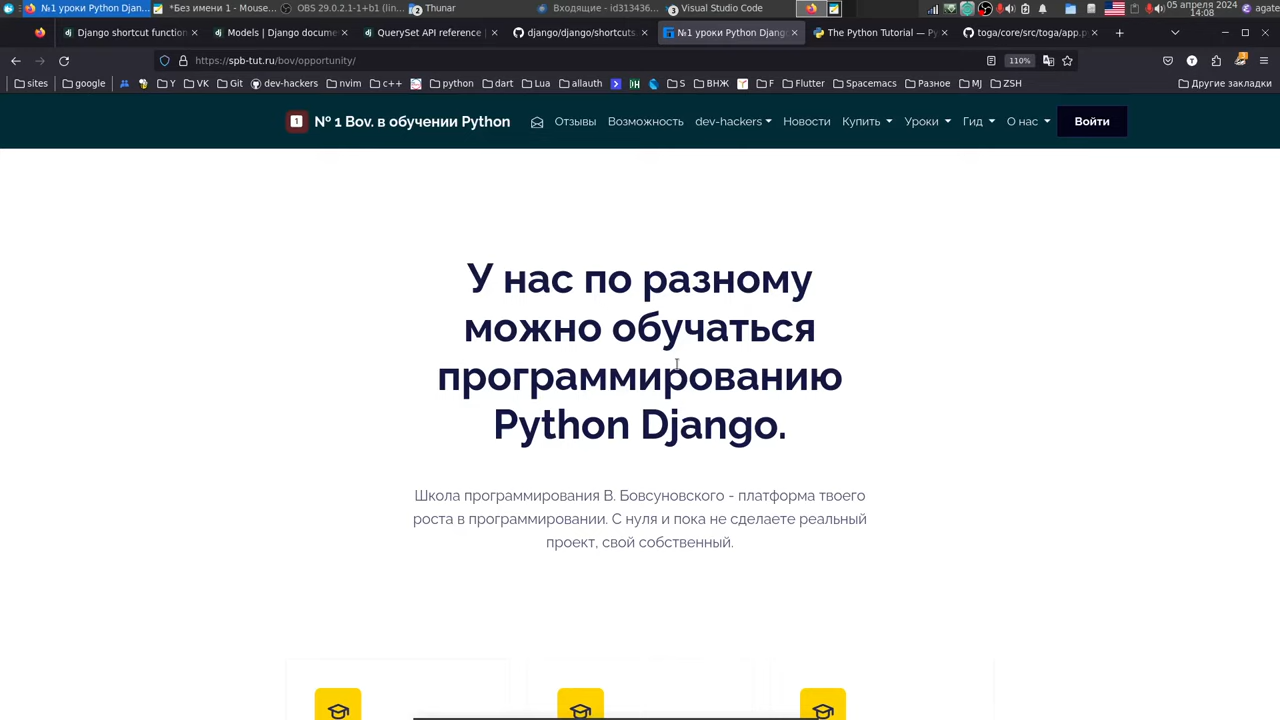 №1 уроки Python Djan...
*Без имени 1 - Mouse...
OBS 29.0.2.1-1+b1 (lin...
2 Thunar
Входящие - id313436...
3 Visual Studio Code
05 апреля 2024
14:08
agate
Django shortcut function
Models | Django docume
QuerySet API reference |
django/django/shortcuts
№1 уроки Python Djang
The Python Tutorial — Py
toga/core/src/toga/app.p
https://spb-tut.ru/bov/opportunity/
110%
sites
google
Y
VK
Git
dev-hackers
nvim
c++
python
dart
Lua
allauth
S
ВНЖ
F
Flutter
Spacemacs
Разное
MJ
ZSH
Другие закладки
1
№ 1 Bov. в обучении Python
Отзывы
Возможность
dev-hackers
Новости
Купить
Уроки
Гид
О нас
Войти
У нас по разному
можно обучаться
программированию
Python Django.
Школа программирования В. Бовсуновского - платформа твоего
роста в программировании. С нуля и пока не сделаете реальный
проект, свой собственный.